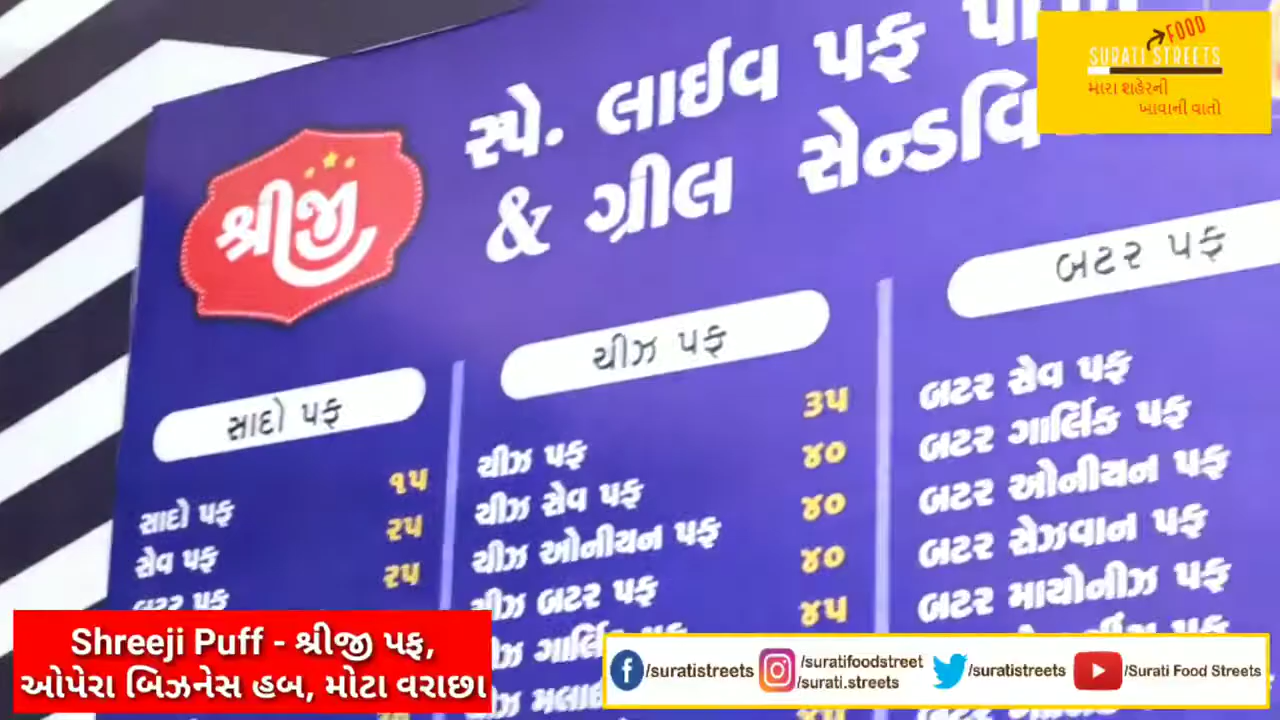 FOOD
SURATI STREETS
મારા શહેરની
ખાવાની વાતો
સ્પે. લાઈવ પફ
& ગ્રીલ
શ્રીજી
સાદો પફ
સાદો પફ ૧૫
સેવ પફ ૨૫
બટર પફ ૨૫
ચીઝ પફ
ચીઝ પફ ૩૫
ચીઝ સેવ પફ ૪૦
ચીઝ ઓનીયન પફ ૪૦
ચીઝ બટર પફ ૪૦
ચીઝ ગાર્લિક પફ ૪૫
બટર પફ
બટર સેવ પફ
બટર ગાર્લિક પફ
બટર ઓનીયન પફ
બટર સેઝવાન પફ
બટર માયોનીઝ પફ
Shreeji Puff - શ્રીજી પફ,
ઓપેરા બિઝનેસ હબ, મોટા વરાછા
/suratistreets
/suratifoodstreet
/surati.streets
/suratistreets
/Surati Food Streets